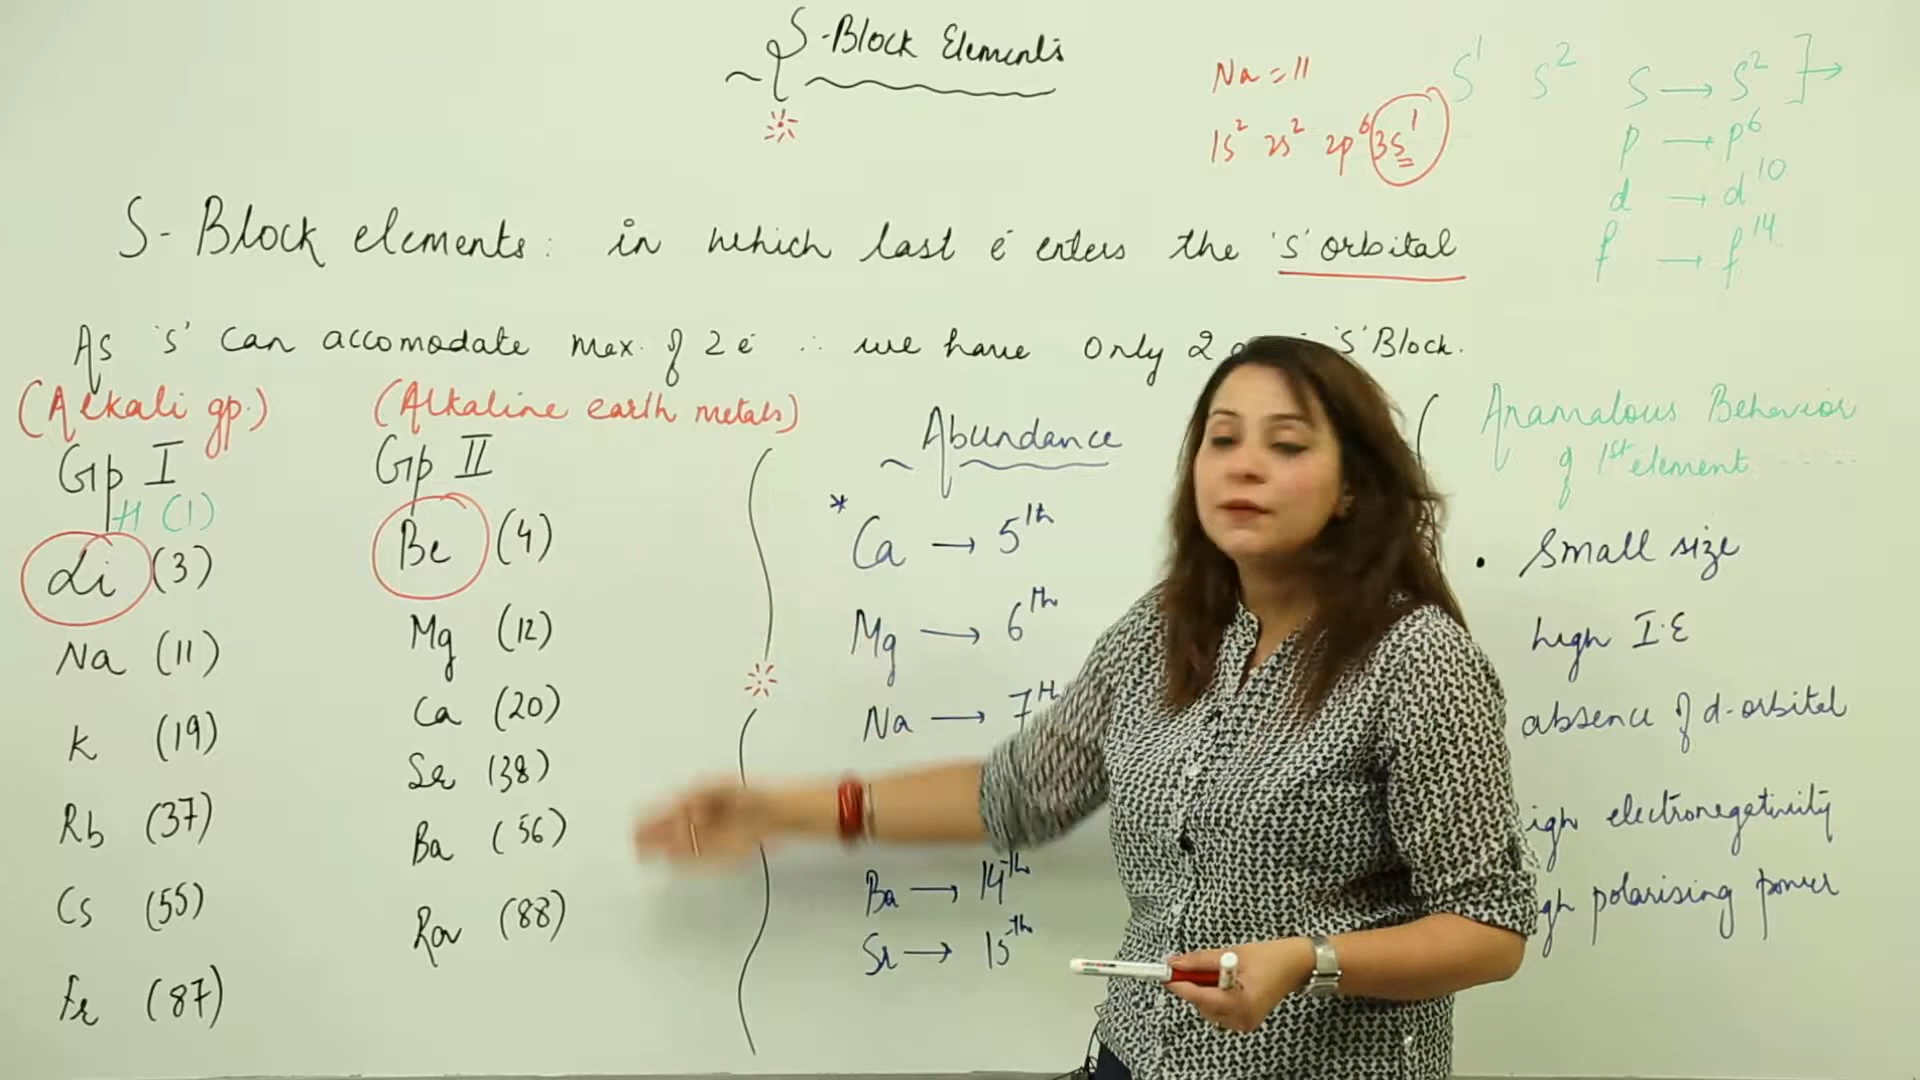 S-Block Elements
Na = 11
1s² 2s² 2p⁶ 3s¹
S¹ S² S → S²
p → p⁶
d → d¹⁰
f → f¹⁴
S-Block elements: in which last e⁻ enters the 's' orbital
As 's' can accomodate max. of 2e⁻ ∴ we have only 2 's' Block.
(Alkali gp.)
Gp I
H (1)
Li (3)
Na (11)
K (19)
Rb (37)
Cs (55)
Fr (87)
(Alkaline earth metals)
Gp II
Be (4)
Mg (12)
Ca (20)
Sr (38)
Ba (56)
Ra (88)
Abundance
* Ca → 5th
Mg → 6th
Na → 7th
Ba → 14th
Sr → 15th
Anamalous Behavior
of 1st element
• Small size
high I.E
absence of d-orbital
electronegativity
polarising power